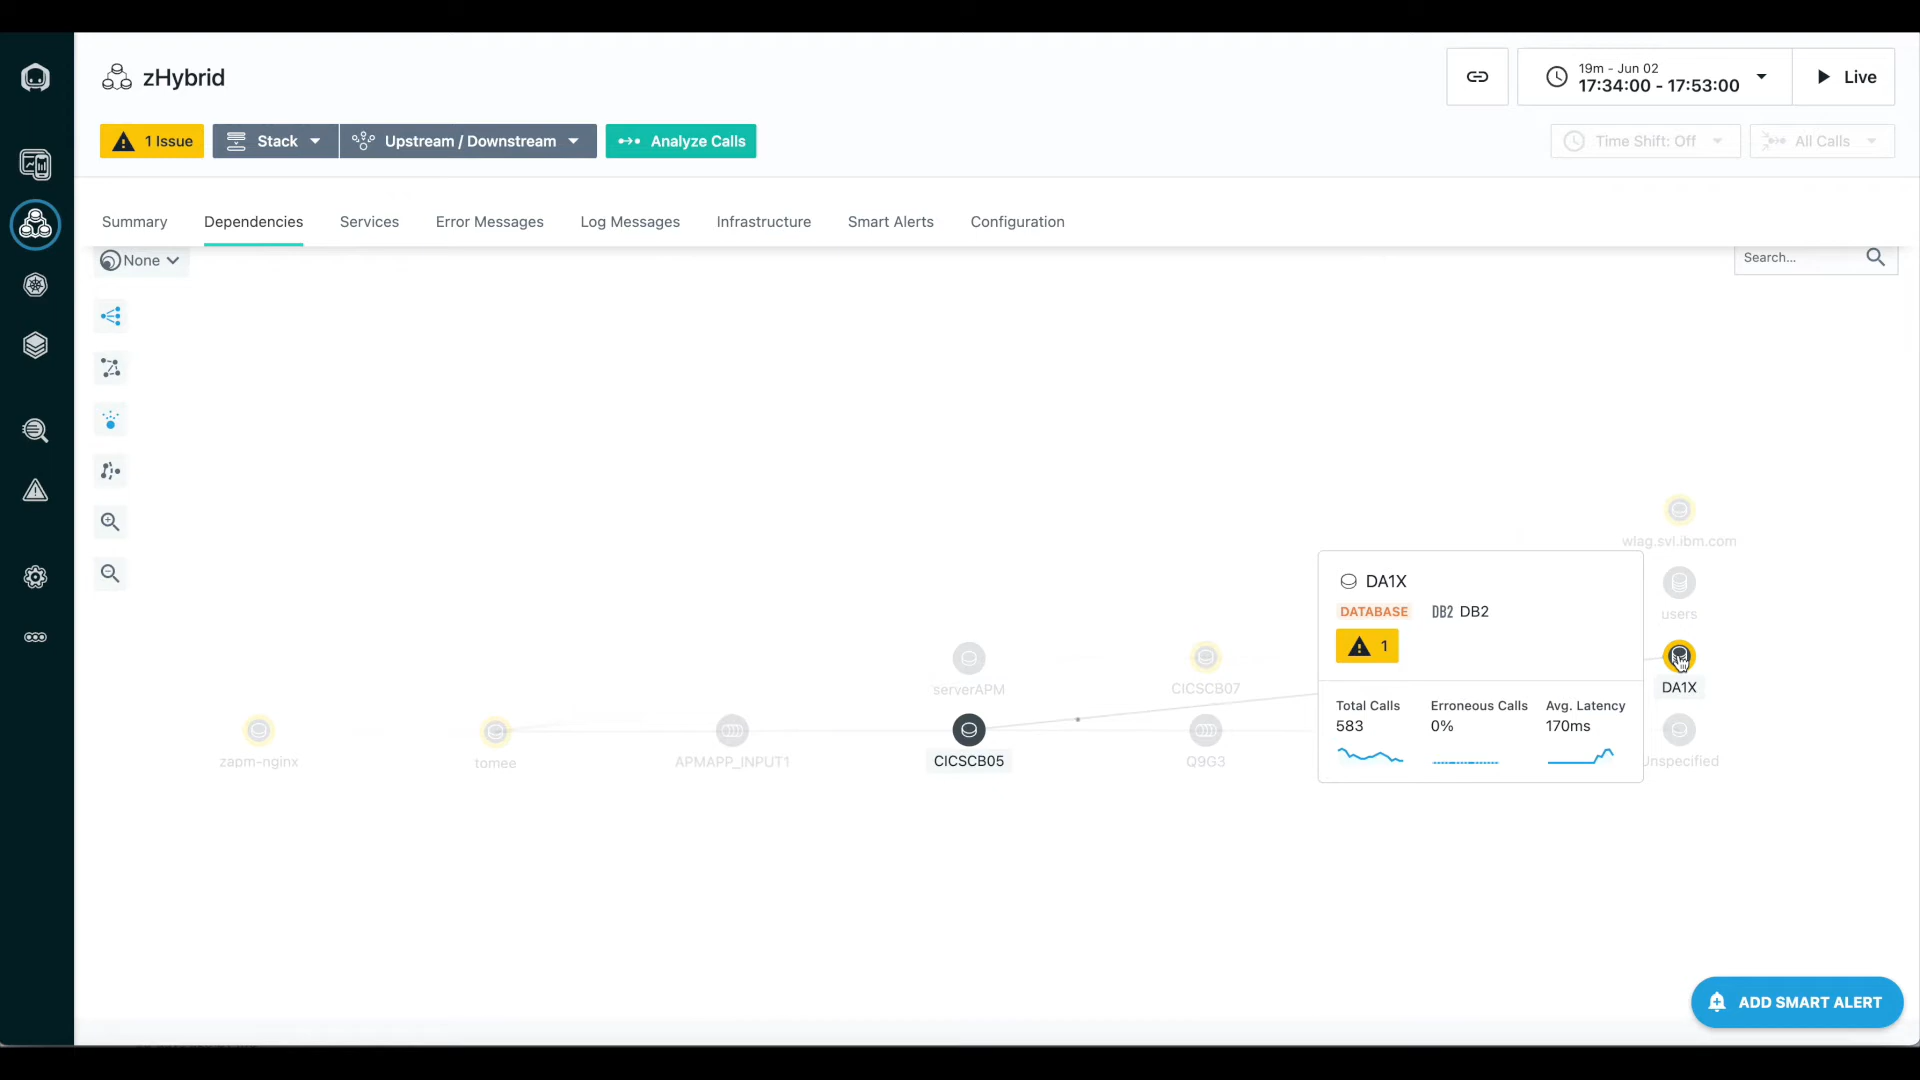 zHybrid
19m - Jun 02
17:34:00 - 17:53:00
Live
1 Issue
Stack
Upstream / Downstream
Analyze Calls
Time Shift: Off
All Calls
Summary
Dependencies
Services
Error Messages
Log Messages
Infrastructure
Smart Alerts
Configuration
None
Search...
wlag.svl.ibm.com
users
DA1X
DATABASE
DB2 DB2
1
Total Calls
583
Erroneous Calls
0%
Avg. Latency
170ms
DA1X
serverAPM
CICSCB07
zapm-nginx
tomee
APMAPP_INPUT1
CICSCB05
Q9G3
Unspecified
ADD SMART ALERT